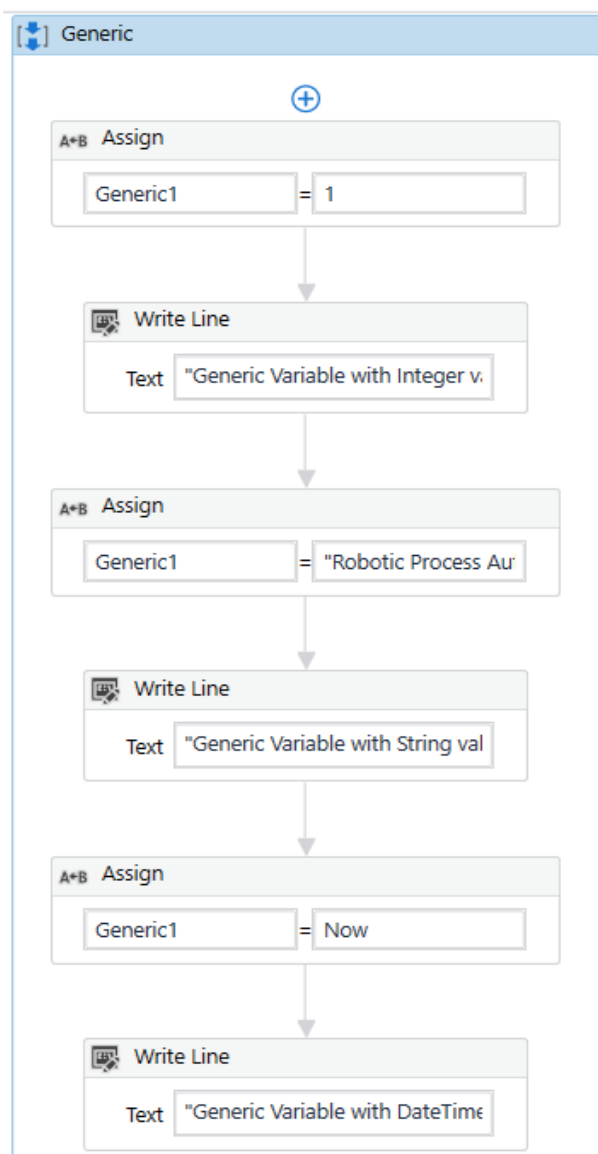 Generic
A+B Assign
Generic1 = 1
Write Line
Text "Generic Variable with Integer
A+B Assign
Generic1 = "Robotic Process
Write Line
Text "Generic Variable with String val
A+B Assign
Generic1 = Now
Write Line
Text "Generic Variable with DateTime